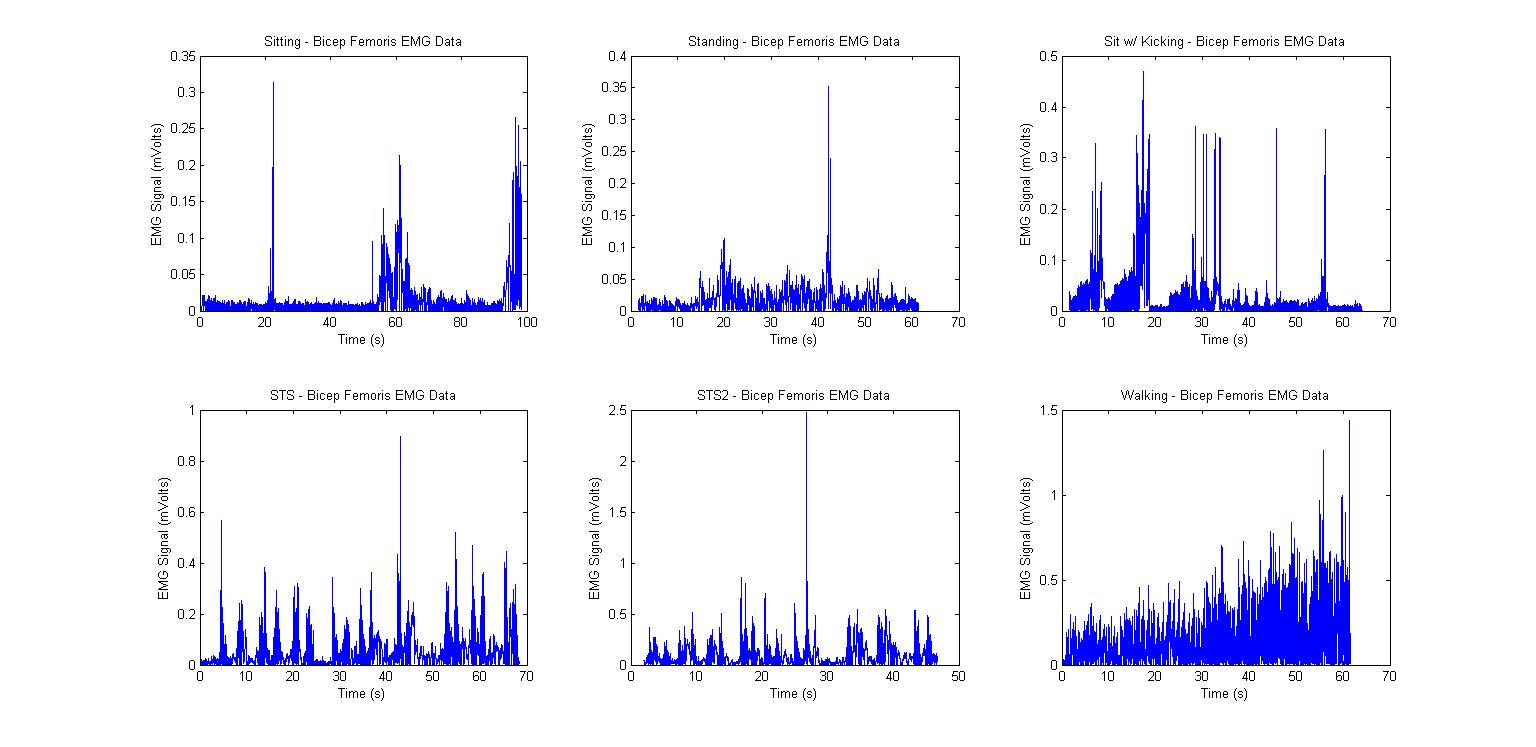 Sitting - Bicep Femoris EMG Data
EMG Signal (mVolts)
0.35
0.3
0.25
0.2
0.15
0.1
0.05
0
0 20 40 60 80 100
Time (s)
Standing - Bicep Femoris EMG Data
EMG Signal (mVolts)
0.4
0.35
0.3
0.25
0.2
0.15
0.1
0.05
0
0 10 20 30 40 50 60 70
Time (s)
Sit w/ Kicking - Bicep Femoris EMG Data
EMG Signal (mVolts)
0.5
0.4
0.3
0.2
0.1
0
0 10 20 30 40 50 60 70
Time (s)
STS - Bicep Femoris EMG Data
EMG Signal (mVolts)
1
0.8
0.6
0.4
0.2
0
0 10 20 30 40 50 60 70
Time (s)
STS2 - Bicep Femoris EMG Data
EMG Signal (mVolts)
2.5
2
1.5
1
0.5
0
0 10 20 30 40 50
Time (s)
Walking - Bicep Femoris EMG Data
EMG Signal (mVolts)
1.5
1
0.5
0
0 10 20 30 40 50 60 70
Time (s)